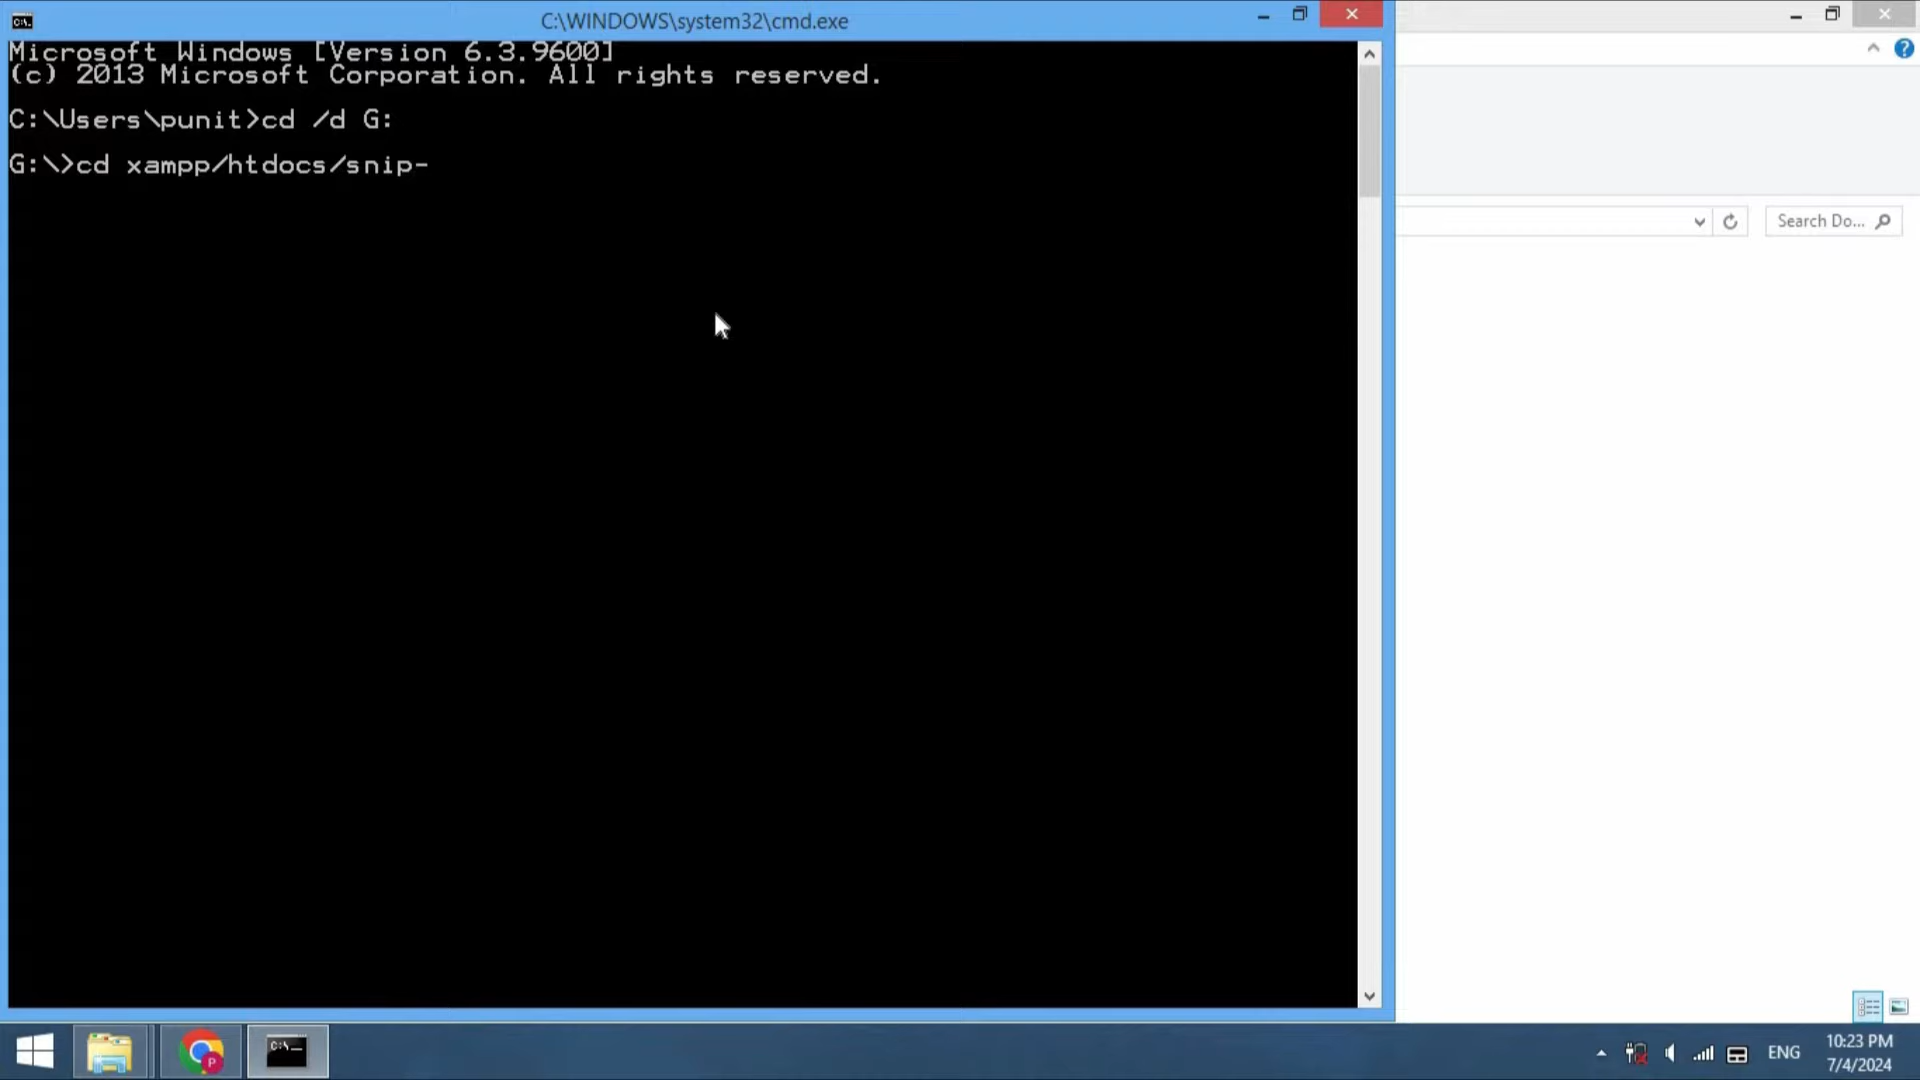 C:\WINDOWS\system32\cmd.exe
Microsoft Windows [Version 6.3.9600]
(c) 2013 Microsoft Corporation. All rights reserved.
C:\Users\punit>cd /d G:
G:\>cd xampp/htdocs/snip-
Search Do...
P
C:\_
ENG
10:23 PM
7/4/2024